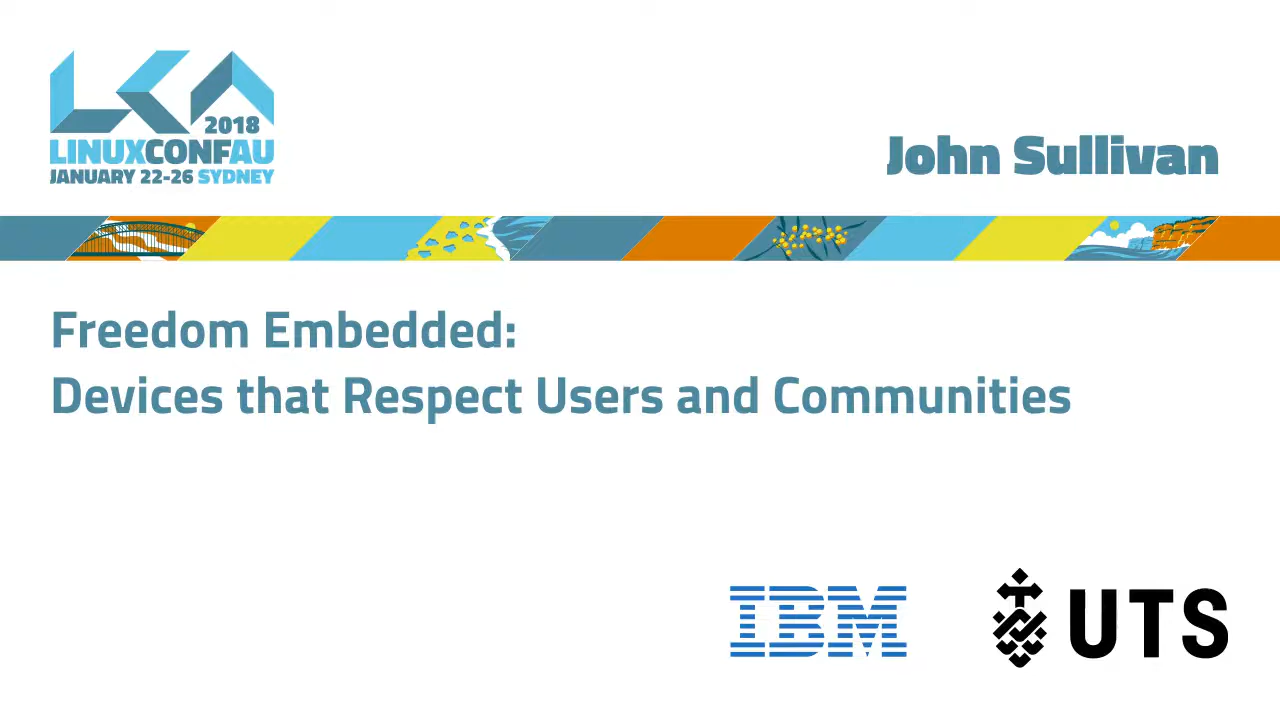 2018
LINUXCONFAU
JANUARY 22-26 SYDNEY
John Sullivan
Freedom Embedded:
Devices that Respect Users and Communities
IBM
UTS